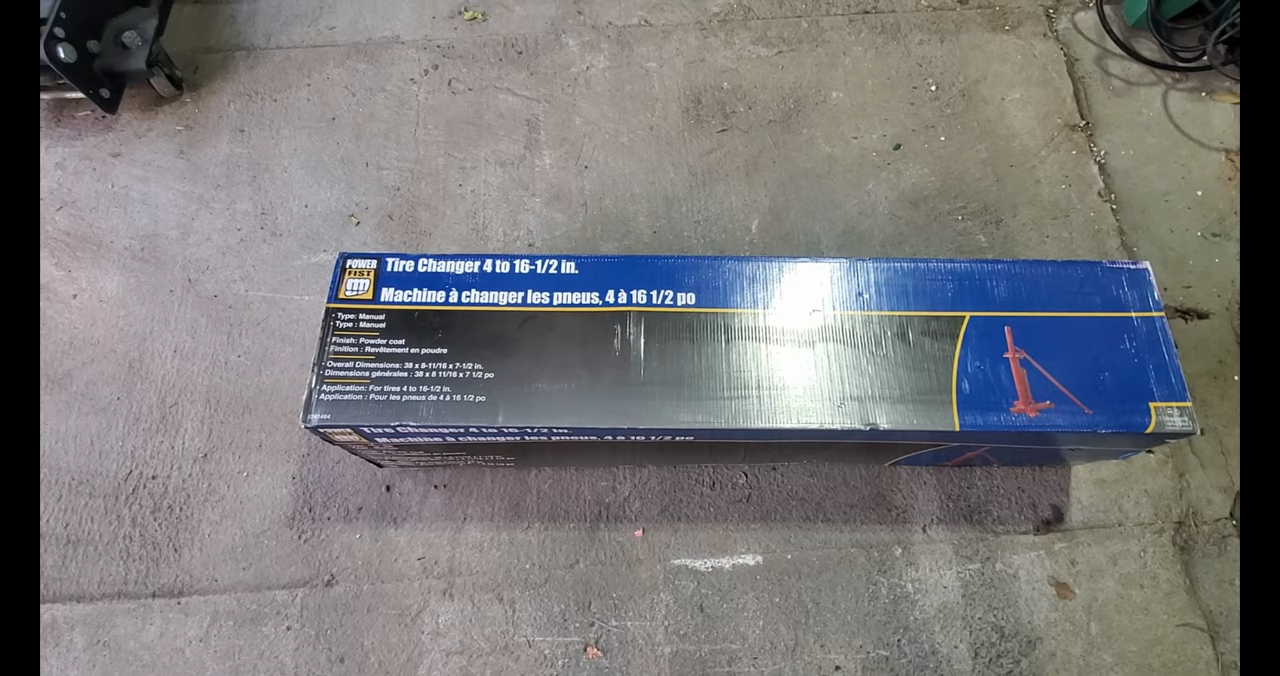 POWER
FIST
Tire Changer 4 to 16-1/2 in.
Machine à changer les pneus, 4 à 16 1/2 po
· Type: Manual
· Type : Manuel
· Finish: Powder coat
Finition : Revêtement en poudre
· Overall Dimensions: 38 x 8-11/16 x 7-1/2 in.
· Dimensions générales : 38 x 8 11/16 x 7 1/2 po
· Application: For tires 4 to 16-1/2 in.
Application : Pour les pneus de 4 à 16 1/2 po
Tire Changer 4 to 16-1/2 in.
Machine à changer les pneus, 4 à 16 1/2 po